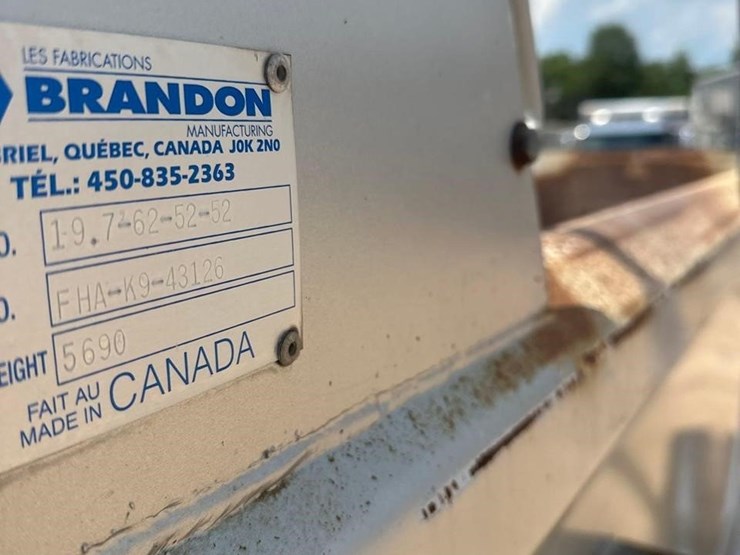 LES FABRICATIONS
BRANDON
MANUFACTURING
RIEL, QUÉBEC, CANADA J0K 2N0
TÉL.: 450-835-2363
O. 19.7-62-52-52
O. FHA-K9-43126
EIGHT 5690
FAIT AU
MADE IN CANADA